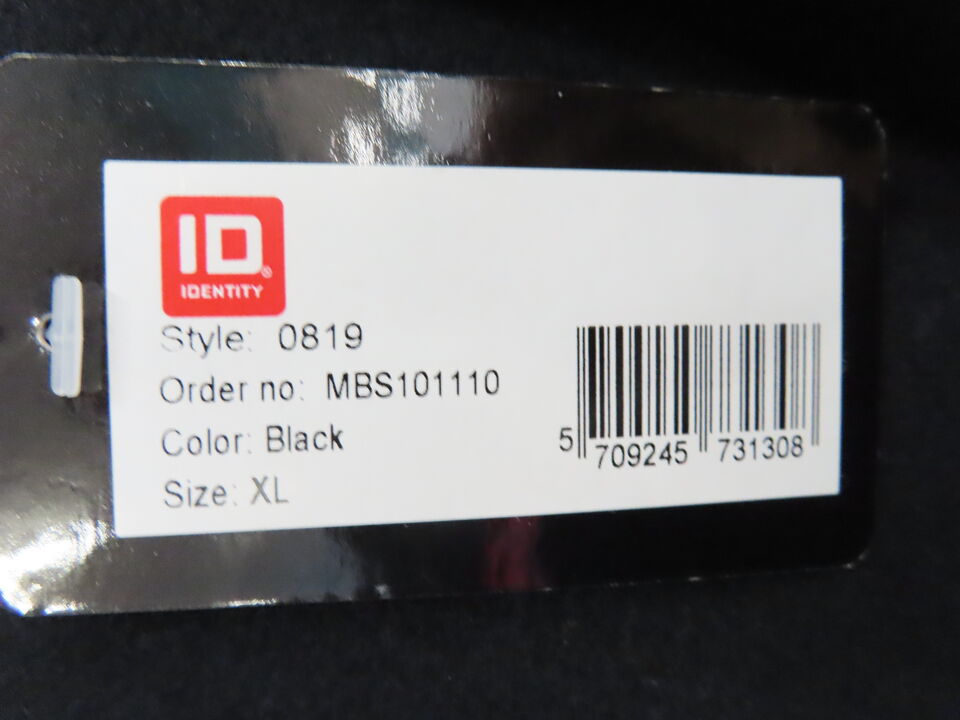 ID®
IDENTITY
Style: 0819
Order no: MBS101110
Color: Black
Size: XL
5 709245 731308